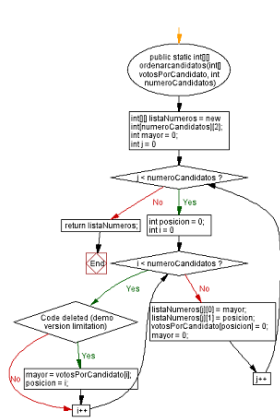 public static int[][]
ordenarcandidatos(int[]
votosPorCandidato, int
numeroCandidatos)
int[][] listaNumeros = new
int[numeroCandidatos][2];
int mayor = 0;
int j = 0
j < numeroCandidatos ?
No
Yes
return listaNumeros;
int posicion = 0;
int i = 0
End
i < numeroCandidatos ?
Yes
No
Code deleted (demo
version limitation)
listaNumeros[j][0] = mayor;
listaNumeros[j][1] = posicion;
votosPorCandidato[posicion] = 0;
mayor = 0;
Yes
No
mayor = votosPorCandidato[i];
posicion = i;
j++
i++